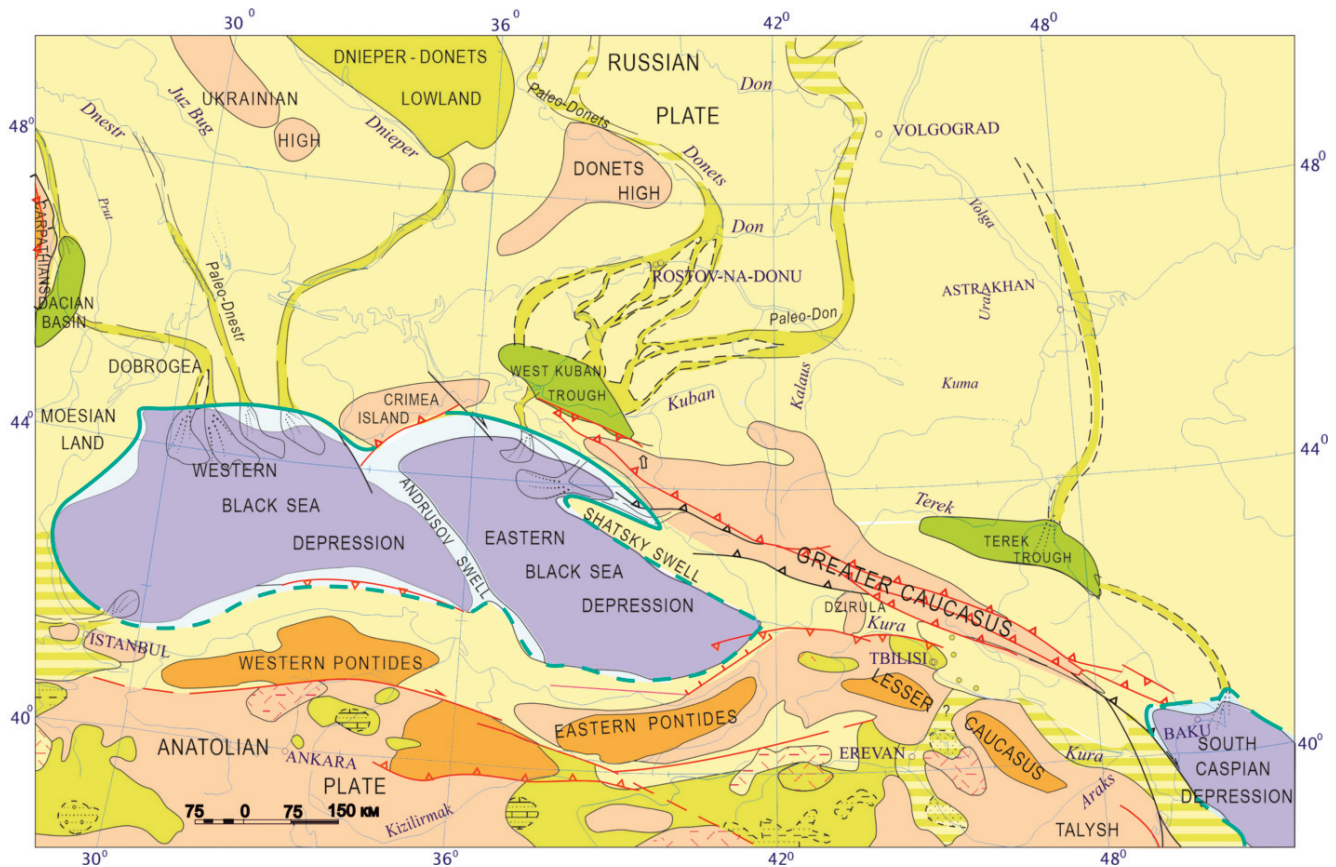 30⁰ 36⁰ 42⁰ 48⁰
DNIEPER - DONETS
LOWLAND
RUSSIAN
PLATE
UKRAINIAN
HIGH
Juz Bug
Dnestr
Dnieper
Paleo-Donets
Donets
Don
VOLGOGRAD
48⁰
48⁰
DONETS
HIGH
Prut
CARPATHIANS
Volga
Don
DACIAN
BASIN
Paleo-Dnestr
ROSTOV-NA-DONU
ASTRAKHAN
Ural
Paleo-Don
DOBROGEA
WEST KUBAN
TROUGH
CRIMEA
ISLAND
Kuban
Kalaus
Kuma
MOESIAN
LAND
44⁰
44⁰
WESTERN
BLACK SEA
DEPRESSION
ANDRUSOV SWELL
EASTERN
BLACK SEA
DEPRESSION
SHATSKY SWELL
Terek
TEREK
TROUGH
GREATER CAUCASUS
DZIRULA
Kura
ISTANBUL
TBILISI
WESTERN PONTIDES
EASTERN PONTIDES
LESSER
?
CAUCASUS
40⁰
40⁰
ANATOLIAN
PLATE
ANKARA
EREVAN
Kura
BAKU
SOUTH
CASPIAN
DEPRESSION
Araks
TALYSH
75 0 75 150 км
Kizilirmak
30⁰ 36⁰ 42⁰ 48⁰